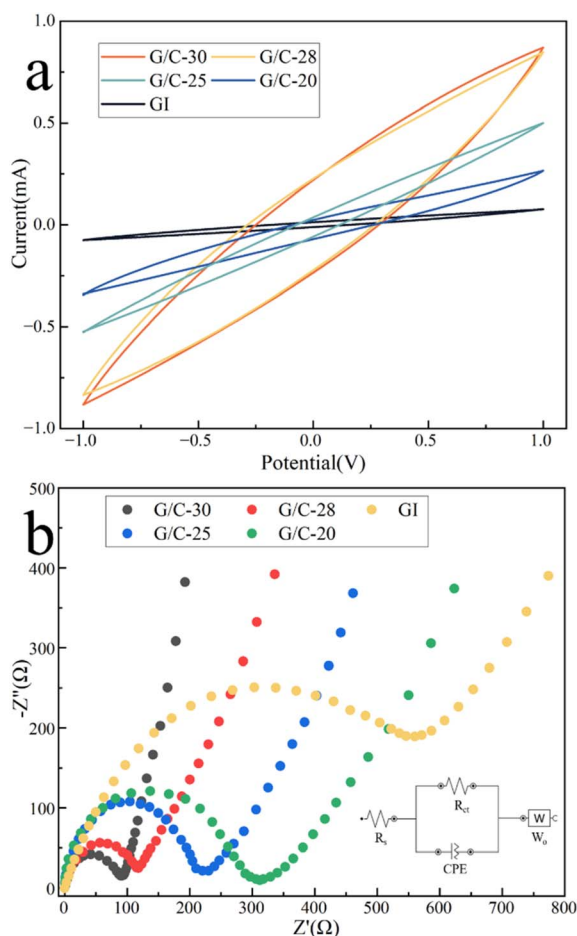 a
G/C-30 G/C-28
G/C-25 G/C-20
GI
Current(mA)
1.0
0.5
0.0
−0.5
−1.0
−1.0 −0.5 0.0 0.5 1.0
Potential(V)
b
G/C-30 G/C-28 GI
G/C-25 G/C-20
-Z"(Ω)
500
400
300
200
100
0
0 100 200 300 400 500 600 700 800
Z'(Ω)
Rs
Rct
CPE
W
Wo